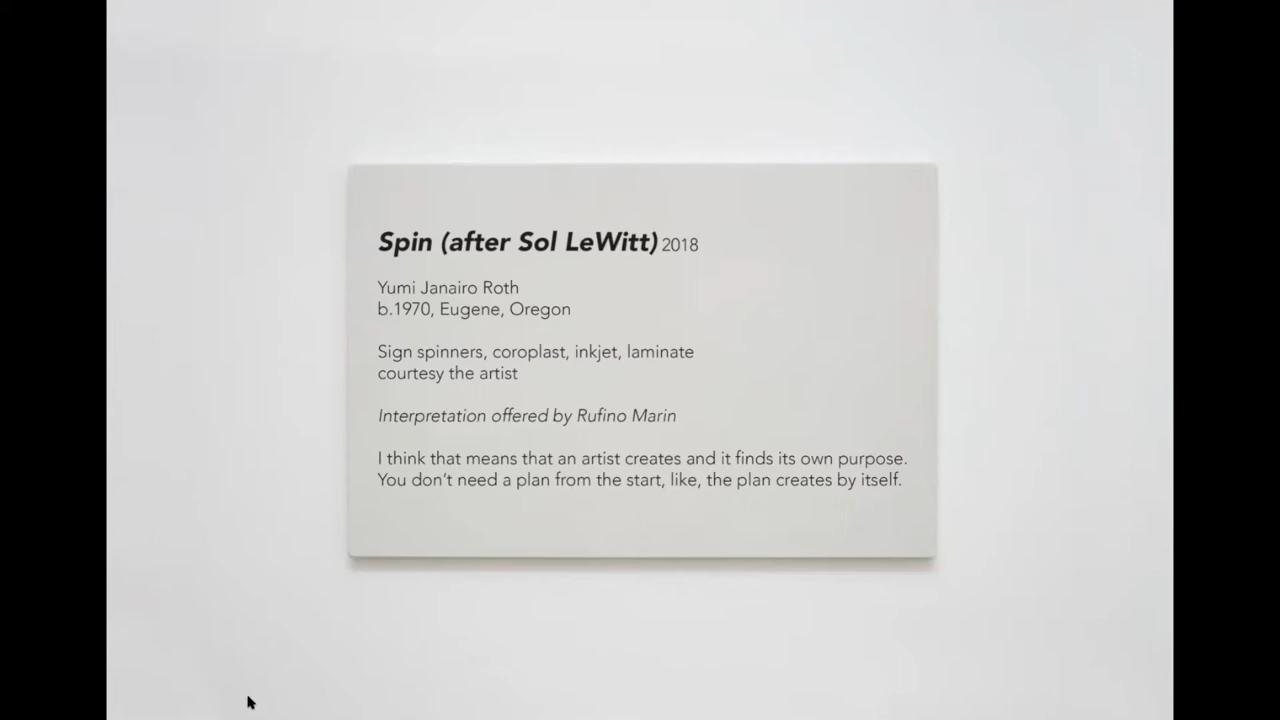 Spin (after Sol LeWitt) 2018
Yumi Janairo Roth
b.1970, Eugene, Oregon
Sign spinners, coroplast, inkjet, laminate
courtesy the artist
Interpretation offered by Rufino Marin
I think that means that an artist creates and it finds its own purpose.
You don't need a plan from the start, like, the plan creates by itself.